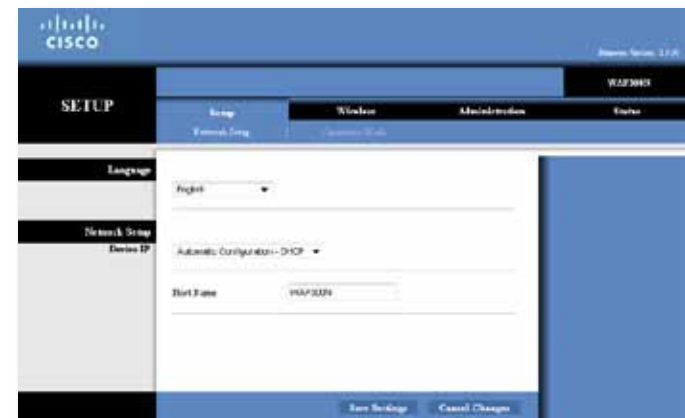 CISCO
WAP300N
SETUP
Setup
Wireless
Administration
Status
Network Setup
Language
English
Network Setup
Device IP
Automatic Configuration - DHCP
Host Name
WAP300N
Save Settings
Cancel Changes